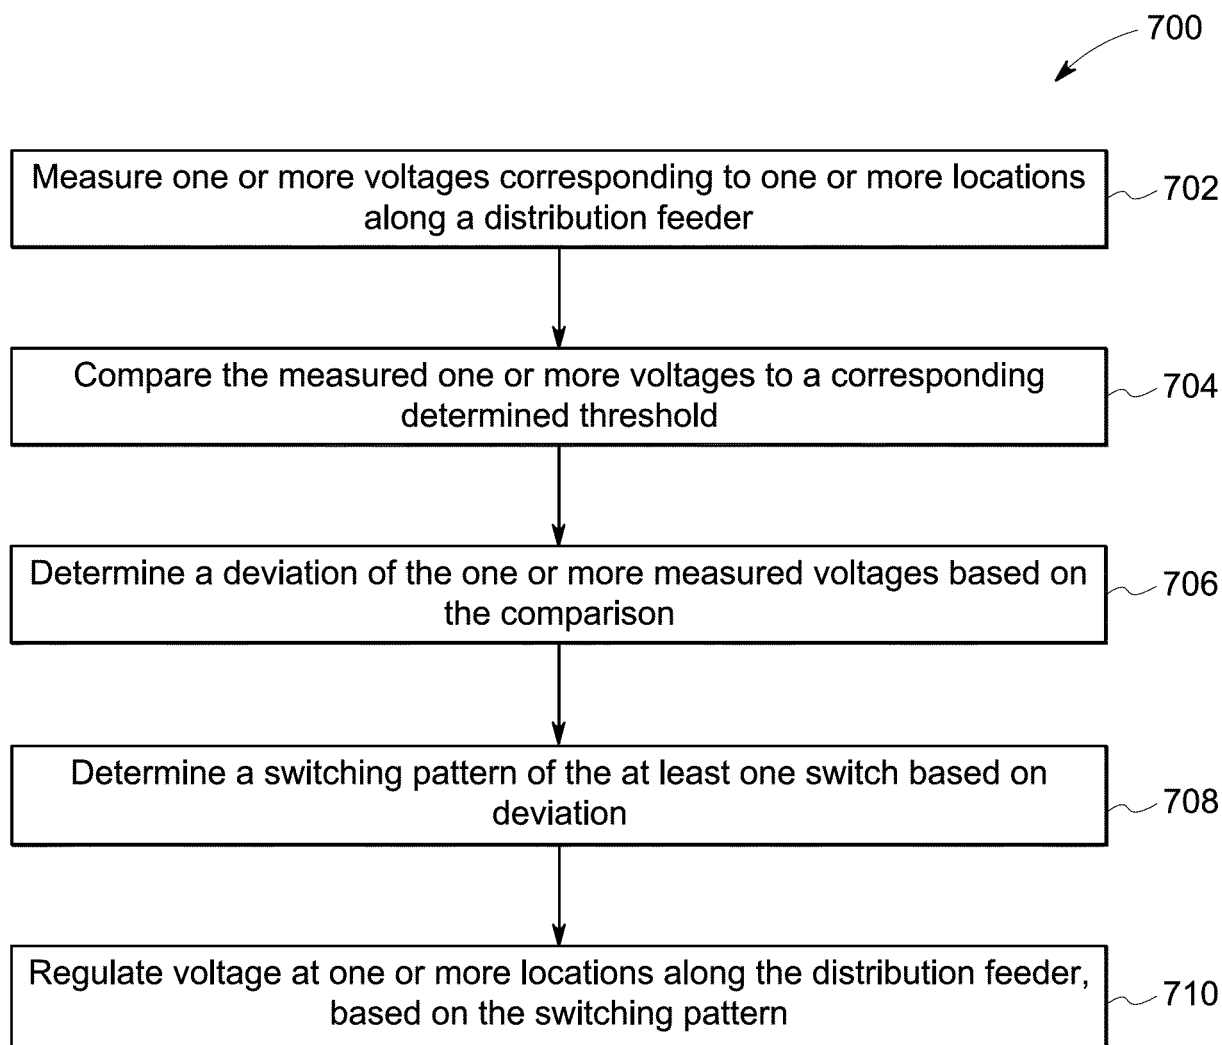 700
Measure one or more voltages corresponding to one or more locations
along a distribution feeder
702
Compare the measured one or more voltages to a corresponding
determined threshold
704
Determine a deviation of the one or more measured voltages based on
the comparison
706
Determine a switching pattern of the at least one switch based on
deviation
708
Regulate voltage at one or more locations along the distribution feeder,
based on the switching pattern
710